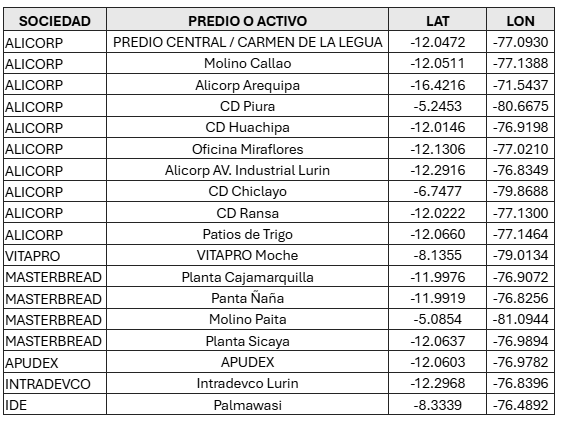 SOCIEDAD PREDIO O ACTIVO LAT LON
ALICORP PREDIO CENTRAL / CARMEN DE LA LEGUA -12.0472 -77.0930
ALICORP Molino Callao -12.0511 -77.1388
ALICORP Alicorp Arequipa -16.4216 -71.5437
ALICORP CD Piura -5.2453 -80.6675
ALICORP CD Huachipa -12.0146 -76.9198
ALICORP Oficina Miraflores -12.1306 -77.0210
ALICORP Alicorp AV. Industrial Lurin -12.2916 -76.8349
ALICORP CD Chiclayo -6.7477 -79.8688
ALICORP CD Ransa -12.0222 -77.1300
ALICORP Patios de Trigo -12.0660 -77.1464
VITAPRO VITAPRO Moche -8.1355 -79.0134
MASTERBREAD Planta Cajamarquilla -11.9976 -76.9072
MASTERBREAD Panta Ñaña -11.9919 -76.8256
MASTERBREAD Molino Paita -5.0854 -81.0944
MASTERBREAD Planta Sicaya -12.0637 -76.9894
APUDEX APUDEX -12.0603 -76.9782
INTRADEVCO Intradevco Lurin -12.2968 -76.8396
IDE Palmawasi -8.3339 -76.4892